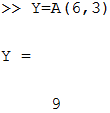 >> Y=A(6,3)
Y =
9